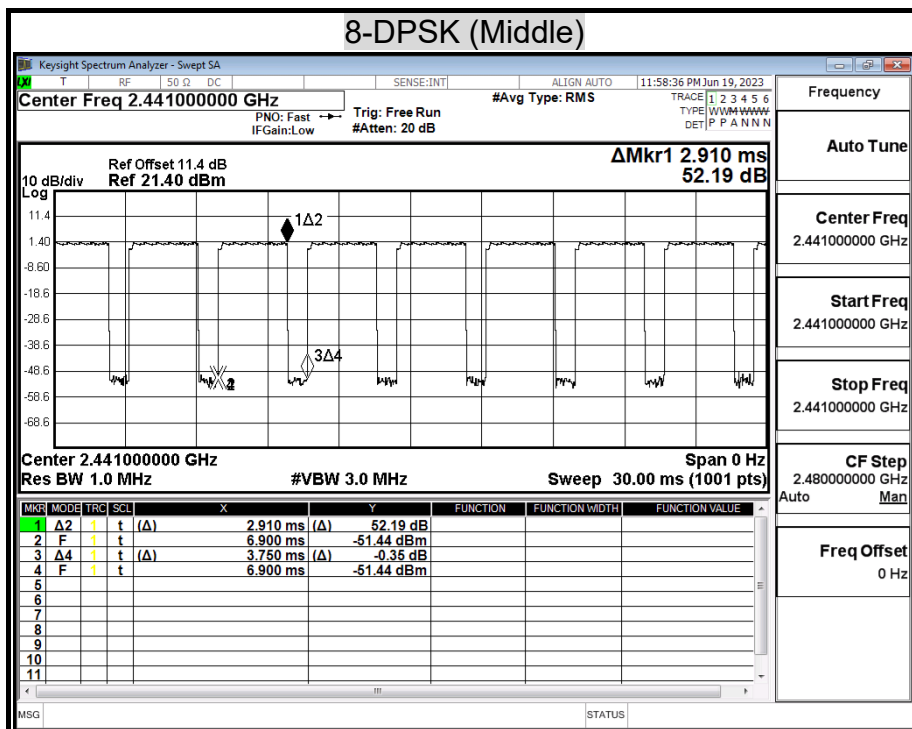 8-DPSK (Middle)
Keysight Spectrum Analyzer - Swept SA
LXI T RF 50 Ω DC SENSE:INT ALIGN AUTO 11:58:36 PM Jun 19, 2023
Center Freq 2.441000000 GHz #Avg Type: RMS TRACE 1 2 3 4 5 6
PNO: Fast Trig: Free Run TYPE WWMWWWW
IFGain:Low #Atten: 20 dB DET P P A N N N
Frequency
Auto Tune
Center Freq
2.441000000 GHz
Start Freq
2.441000000 GHz
Stop Freq
2.441000000 GHz
CF Step
2.480000000 GHz
Auto Man
Freq Offset
0 Hz
ΔMkr1 2.910 ms
52.19 dB
Ref Offset 11.4 dB
10 dB/div Ref 21.40 dBm
Log
11.4
1.40
-8.60
-18.6
-28.6
-38.6
-48.6
-58.6
-68.6
1Δ2
3Δ4
Center 2.441000000 GHz Span 0 Hz
Res BW 1.0 MHz #VBW 3.0 MHz Sweep 30.00 ms (1001 pts)
MKR MODE TRC SCL X Y FUNCTION FUNCTION WIDTH FUNCTION VALUE
1 Δ2 1 t (Δ) 2.910 ms (Δ) 52.19 dB
2 F 1 t 6.900 ms -51.44 dBm
3 Δ4 1 t (Δ) 3.750 ms (Δ) -0.35 dB
4 F 1 t 6.900 ms -51.44 dBm
5
6
7
8
9
10
11
MSG STATUS